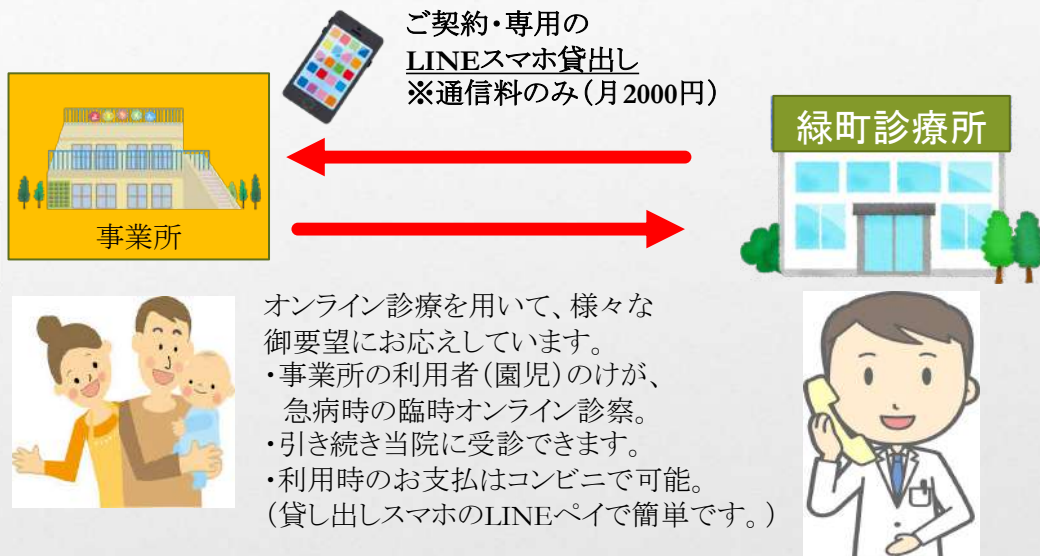 ご契約・専用の
LINEスマホ貸出し
※通信料のみ（月2000円）
緑町診療所
ようちえん
事業所
オンライン診療を用いて、様々な
御要望にお応えしています。
・事業所の利用者（園児）のけが、
急病時の臨時オンライン診察。
・引き続き当院に受診できます。
・利用時のお支払はコンビニで可能。
（貸し出しスマホのLINEペイで簡単です。）